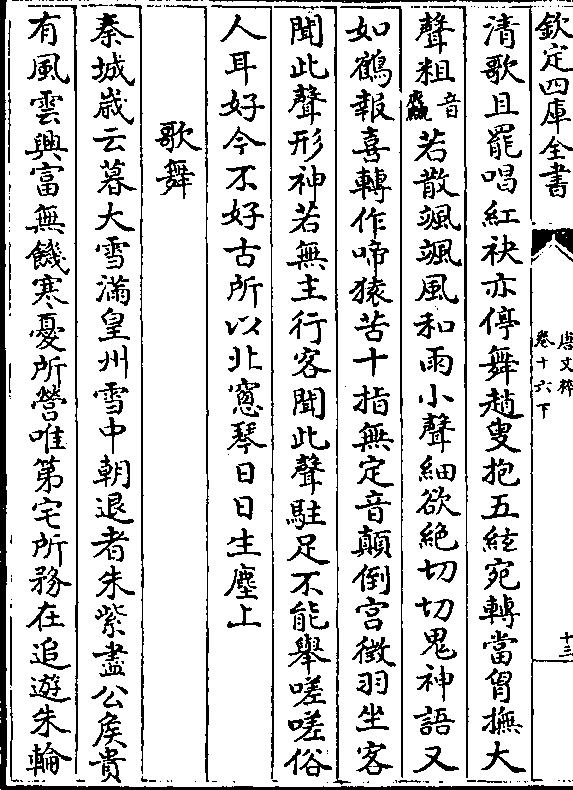 欽定四庫全書
唐文粹
卷十六下
十三
清歌且罷唱紅袂亦停舞趙叟抱五絃宛轉當胷撫大
聲粗音麤若散颯颯風和雨小聲細欲絶切切鬼神語又
如鶴報喜轉作啼猿苦十指無定音顛倒宮徴羽坐客
聞此聲形神若無主行客聞此聲駐足不能舉嗟嗟俗
人耳好今不好古所以北窻琴日日生塵上
歌舞
秦城嵗云暮大雪滿皇州雪中朝退者朱紫盡公矦貴
有風雲興富無饑寒憂所營唯第宅所務在追遊朱輪